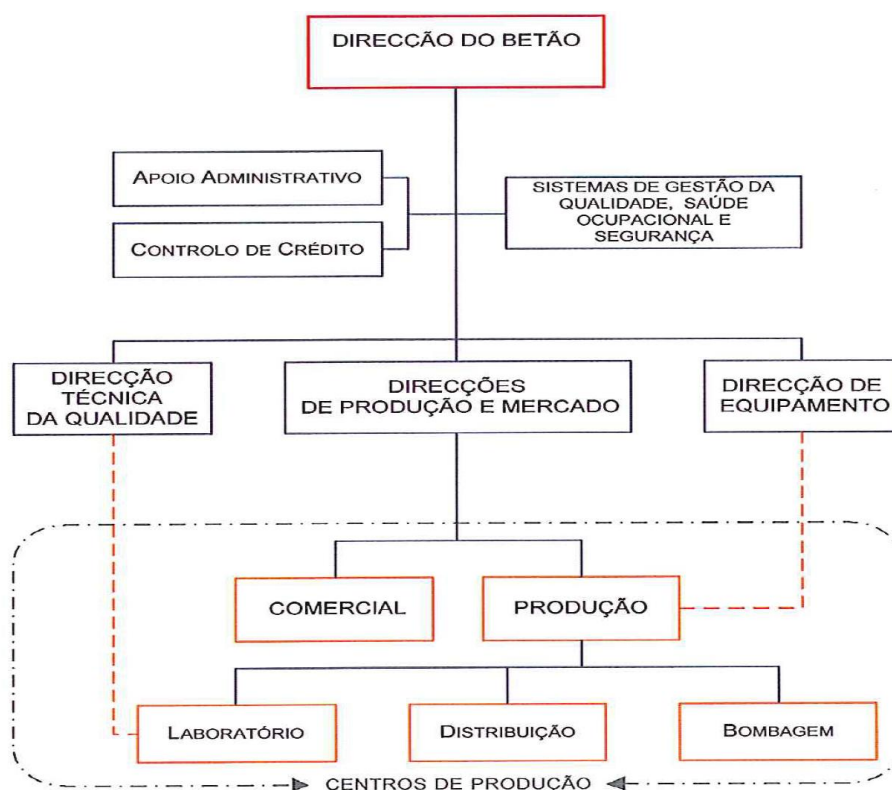 DIRECÇÃO DO BETÃO
APOIO ADMINISTRATIVO
CONTROLO DE CRÉDITO
SISTEMAS DE GESTÃO DA
QUALIDADE, SAÚDE
OCUPACIONAL E
SEGURANÇA
DIRECÇÃO
TÉCNICA
DA QUALIDADE
DIRECÇÕES
DE PRODUÇÃO E MERCADO
DIRECÇÃO DE
EQUIPAMENTO
COMERCIAL
PRODUÇÃO
LABORATÓRIO
DISTRIBUIÇÃO
BOMBAGEM
CENTROS DE PRODUÇÃO